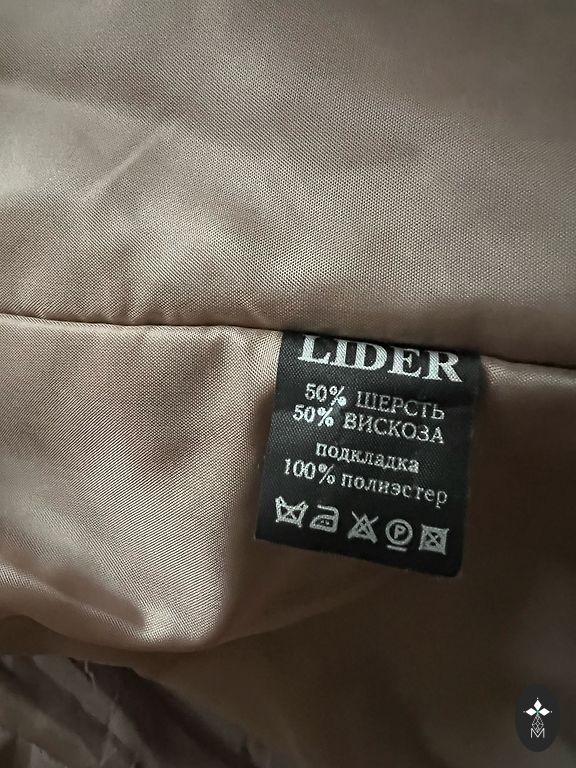 LIDER
50% ШЕРСТЬ
50% ВИСКОЗА
подкладка
100% полиэстер
P
M